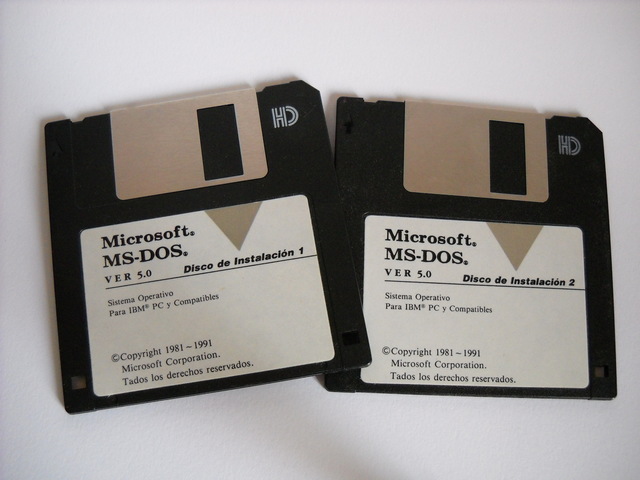 HD
Microsoft®
MS-DOS®
VER 5.0
Disco de Instalación 1
Sistema Operativo
Para IBM® PC y Compatibles
©Copyright 1981~1991
Microsoft Corporation.
Tados los derechos reservados.
HD
Microsoft®
MS-DOS®
VER 5.0
Disco de Instalación 2
Sistema Operativo
Para IBM® PC y Compatibles
©Copyright 1981~1991
Microsoft Corporation.
Tados los derechos reservados.